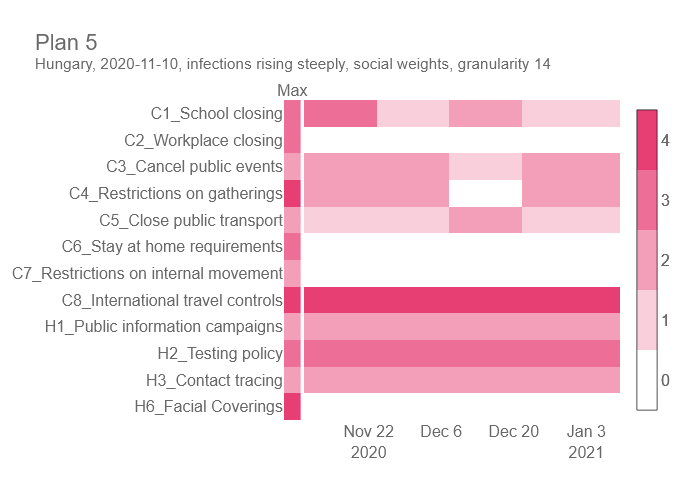 Plan 5
Hungary, 2020-11-10, infections rising steeply, social weights, granularity 14
Max
C1_School closing
C2_Workplace closing
C3_Cancel public events
C4_Restrictions on gatherings
C5_Close public transport
C6_Stay at home requirements
C7_Restrictions on internal movement
C8_International travel controls
H1_Public information campaigns
H2_Testing policy
H3_Contact tracing
H6_Facial Coverings
4
3
2
1
0
Nov 22 Dec 6 Dec 20 Jan 3
2020 2021